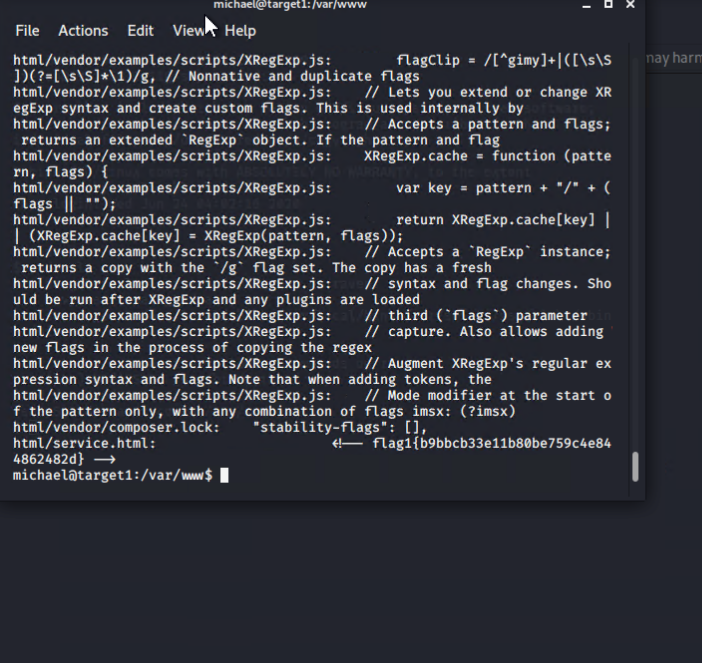 michael@target1:/var/www
File Actions Edit View Help
html/vendor/examples/scripts/XRegExp.js:        flagClip = /[^gimy]+|([\s\S
])(?=[\s\S]*\1)/g, // Nonnative and duplicate flags
html/vendor/examples/scripts/XRegExp.js:    // Lets you extend or change XR
egExp syntax and create custom flags. This is used internally by
html/vendor/examples/scripts/XRegExp.js:    // Accepts a pattern and flags;
 returns an extended `RegExp` object. If the pattern and flag
html/vendor/examples/scripts/XRegExp.js:    XRegExp.cache = function (patte
rn, flags) {
html/vendor/examples/scripts/XRegExp.js:        var key = pattern + "/" + (
flags || "");
html/vendor/examples/scripts/XRegExp.js:        return XRegExp.cache[key] |
| (XRegExp.cache[key] = XRegExp(pattern, flags));
html/vendor/examples/scripts/XRegExp.js:    // Accepts a `RegExp` instance;
 returns a copy with the `/g` flag set. The copy has a fresh
html/vendor/examples/scripts/XRegExp.js:    // syntax and flag changes. Sho
uld be run after XRegExp and any plugins are loaded
html/vendor/examples/scripts/XRegExp.js:    // third (`flags`) parameter
html/vendor/examples/scripts/XRegExp.js:    // capture. Also allows adding
new flags in the process of copying the regex
html/vendor/examples/scripts/XRegExp.js:    // Augment XRegExp's regular ex
pression syntax and flags. Note that when adding tokens, the
html/vendor/examples/scripts/XRegExp.js:    // Mode modifier at the start o
f the pattern only, with any combination of flags imsx: (?imsx)
html/vendor/composer.lock:    "stability-flags": [],
html/service.html:                      <!-- flag1{b9bbcb33e11b80be759c4e84
4862482d} -->
michael@target1:/var/www$
may harm